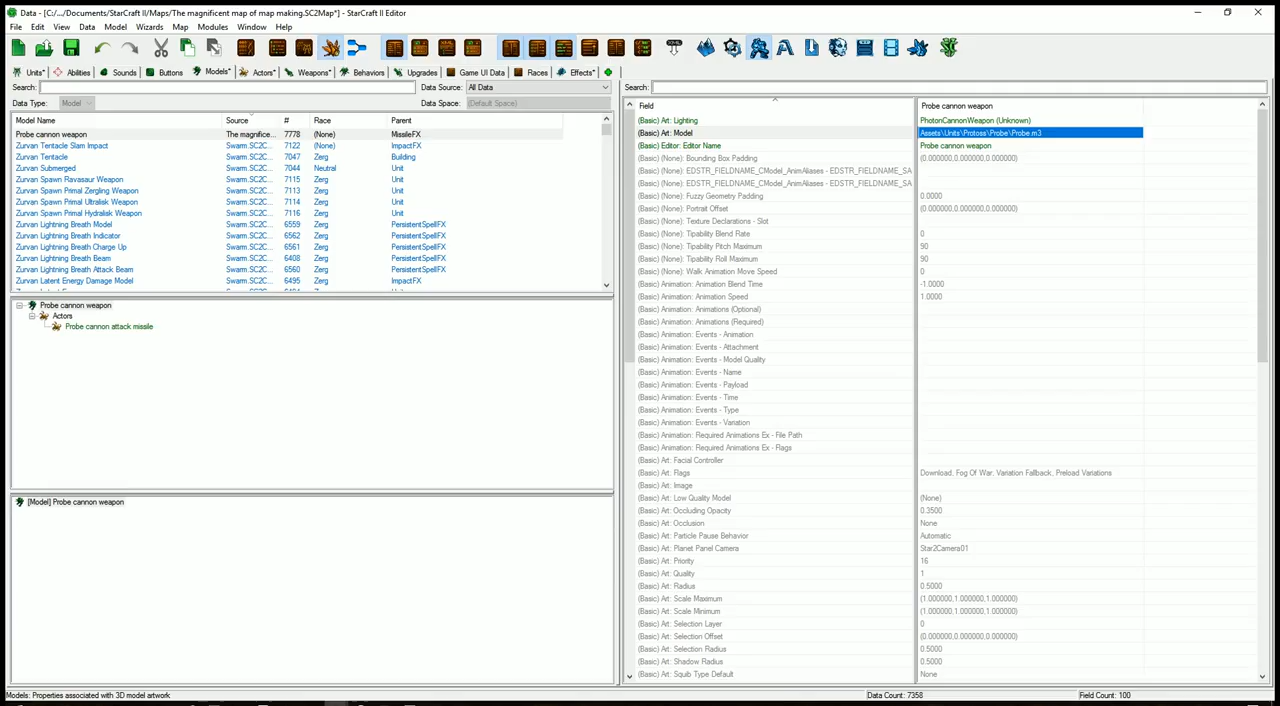 Data - [C:/.../Documents/StarCraft II/Maps/The magnificent map of map making.SC2Map*] - StarCraft II Editor
File Edit View Data Model Wizards Map Modules Window Help
Units* Abilities Sounds Buttons Models* Actors* Weapons* Behaviors Upgrades Game UI Data Races Effects*
Search: Data Source: All Data Search:
Data Type: Model Data Space: (Default Space)
Model Name Source # Race Parent
Probe cannon weapon The magnific... 7778 (None) MissileFX
Zurvan Tentacle Slam Impact Swarm.SC2C... 7122 (None) ImpactFX
Zurvan Tentacle Swarm.SC2C... 7047 Zerg Building
Zurvan Submerged Swarm.SC2C... 7044 Neutral Unit
Zurvan Spawn Ravasaur Weapon Swarm.SC2C... 7115 Zerg Unit
Zurvan Spawn Primal Zergling Weapon Swarm.SC2C... 7113 Zerg Unit
Zurvan Spawn Primal Ultralisk Weapon Swarm.SC2C... 7114 Zerg Unit
Zurvan Spawn Primal Hydralisk Weapon Swarm.SC2C... 7116 Zerg Unit
Zurvan Lightning Breath Model Swarm.SC2C... 6559 Zerg PersistentSpellFX
Zurvan Lightning Breath Indicator Swarm.SC2C... 6562 Zerg PersistentSpellFX
Zurvan Lightning Breath Charge Up Swarm.SC2C... 6561 Zerg PersistentSpellFX
Zurvan Lightning Breath Beam Swarm.SC2C... 6408 Zerg PersistentSpellFX
Zurvan Lightning Breath Attack Beam Swarm.SC2C... 6560 Zerg PersistentSpellFX
Zurvan Latent Energy Damage Model Swarm.SC2C... 6495 Zerg ImpactFX
Probe cannon weapon
Actors
Probe cannon attack missile
[Model] Probe cannon weapon
Field Probe cannon weapon
(Basic) Art: Lighting PhotonCannonWeapon (Unknown)
(Basic) Art: Model Assets\Units\Protoss\Probe\Probe.m3
(Basic) Editor: Editor Name Probe cannon weapon
(Basic) (None): Bounding Box Padding (0.000000,0.000000,0.000000)
(Basic) (None): EDSTR_FIELDNAME_CModel_AnimAliases - EDSTR_FIELDNAME_SA
(Basic) (None): EDSTR_FIELDNAME_CModel_AnimAliases - EDSTR_FIELDNAME_SA
(Basic) (None): Fuzzy Geometry Padding 0.0000
(Basic) (None): Portrait Offset (0.000000,0.000000,0.000000)
(Basic) (None): Texture Declarations - Slot
(Basic) (None): Tipability Blend Rate 0
(Basic) (None): Tipability Pitch Maximum 90
(Basic) (None): Tipability Roll Maximum 90
(Basic) (None): Walk Animation Move Speed 0
(Basic) Animation: Animation Blend Time -1.0000
(Basic) Animation: Animation Speed 1.0000
(Basic) Animation: Animations (Optional)
(Basic) Animation: Animations (Required)
(Basic) Animation: Events - Animation
(Basic) Animation: Events - Attachment
(Basic) Animation: Events - Model Quality
(Basic) Animation: Events - Name
(Basic) Animation: Events - Payload
(Basic) Animation: Events - Time
(Basic) Animation: Events - Type
(Basic) Animation: Events - Variation
(Basic) Animation: Required Animations Ex - File Path
(Basic) Animation: Required Animations Ex - Flags
(Basic) Art: Facial Controller
(Basic) Art: Flags Download, Fog Of War, Variation Fallback, Preload Variations
(Basic) Art: Image
(Basic) Art: Low Quality Model (None)
(Basic) Art: Occluding Opacity 0.3500
(Basic) Art: Occlusion None
(Basic) Art: Particle Pause Behavior Automatic
(Basic) Art: Planet Panel Camera Star2Camera01
(Basic) Art: Priority 16
(Basic) Art: Quality 1
(Basic) Art: Radius 0.5000
(Basic) Art: Scale Maximum (1.000000,1.000000,1.000000)
(Basic) Art: Scale Minimum (1.000000,1.000000,1.000000)
(Basic) Art: Selection Layer 0
(Basic) Art: Selection Offset (0.000000,0.000000,0.000000)
(Basic) Art: Selection Radius 0.5000
(Basic) Art: Shadow Radius 0.5000
(Basic) Art: Squib Type Default None
Models: Properties associated with 3D model artwork Data Count: 7358 Field Count: 100